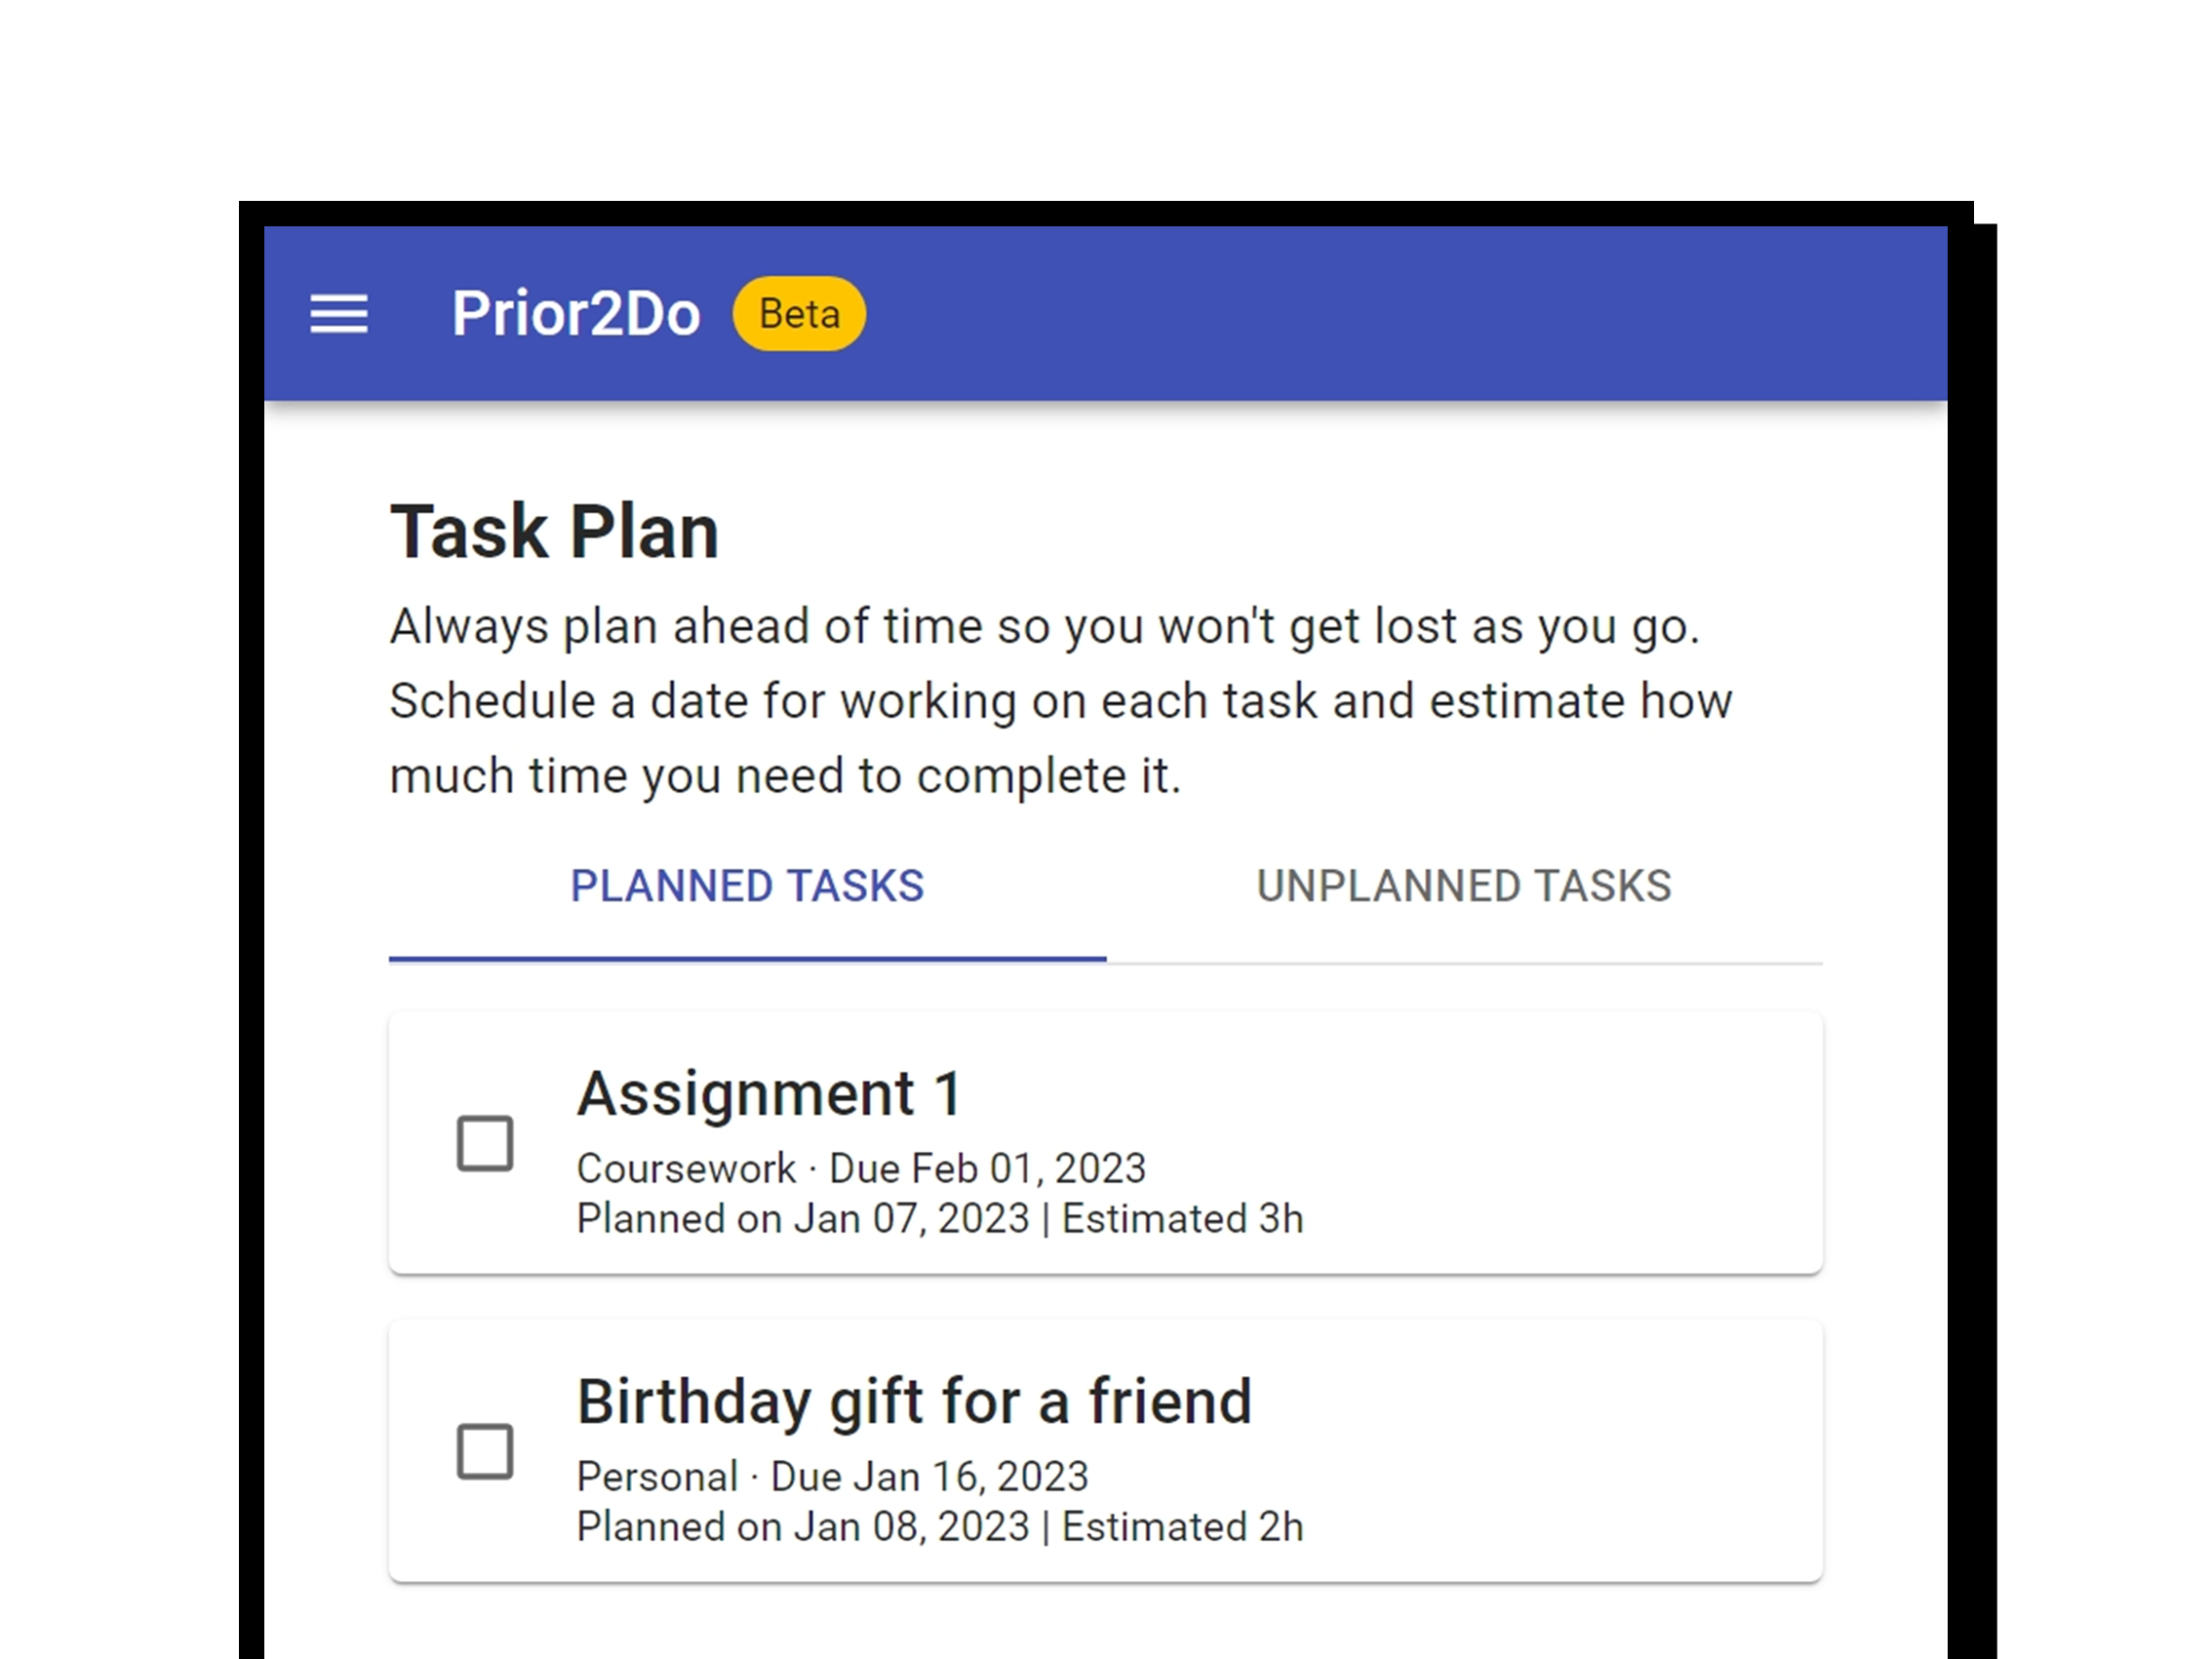 Prior2Do Beta
Task Plan
Always plan ahead of time so you won't get lost as you go.
Schedule a date for working on each task and estimate how
much time you need to complete it.
PLANNED TASKS UNPLANNED TASKS
Assignment 1
Coursework · Due Feb 01, 2023
Planned on Jan 07, 2023 | Estimated 3h
Birthday gift for a friend
Personal · Due Jan 16, 2023
Planned on Jan 08, 2023 | Estimated 2h